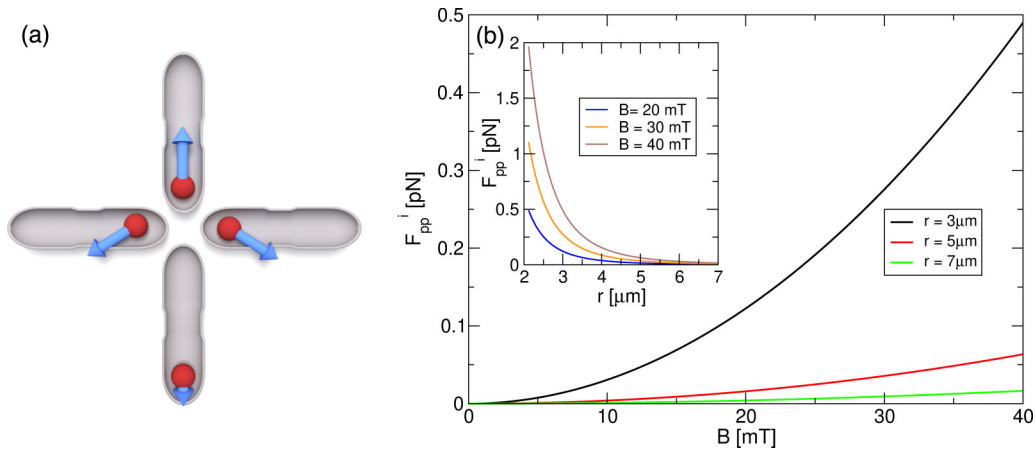 (a)
(b)
F_pp^i [pN]
0.5
0.4
0.3
0.2
0.1
0
0
10
20
30
40
B [mT]
r = 3μm
r = 5μm
r = 7μm
F_pp^i [pN]
2
1.5
1
0.5
0
2
3
4
5
6
7
r [μm]
B= 20 mT
B = 30 mT
B = 40 mT